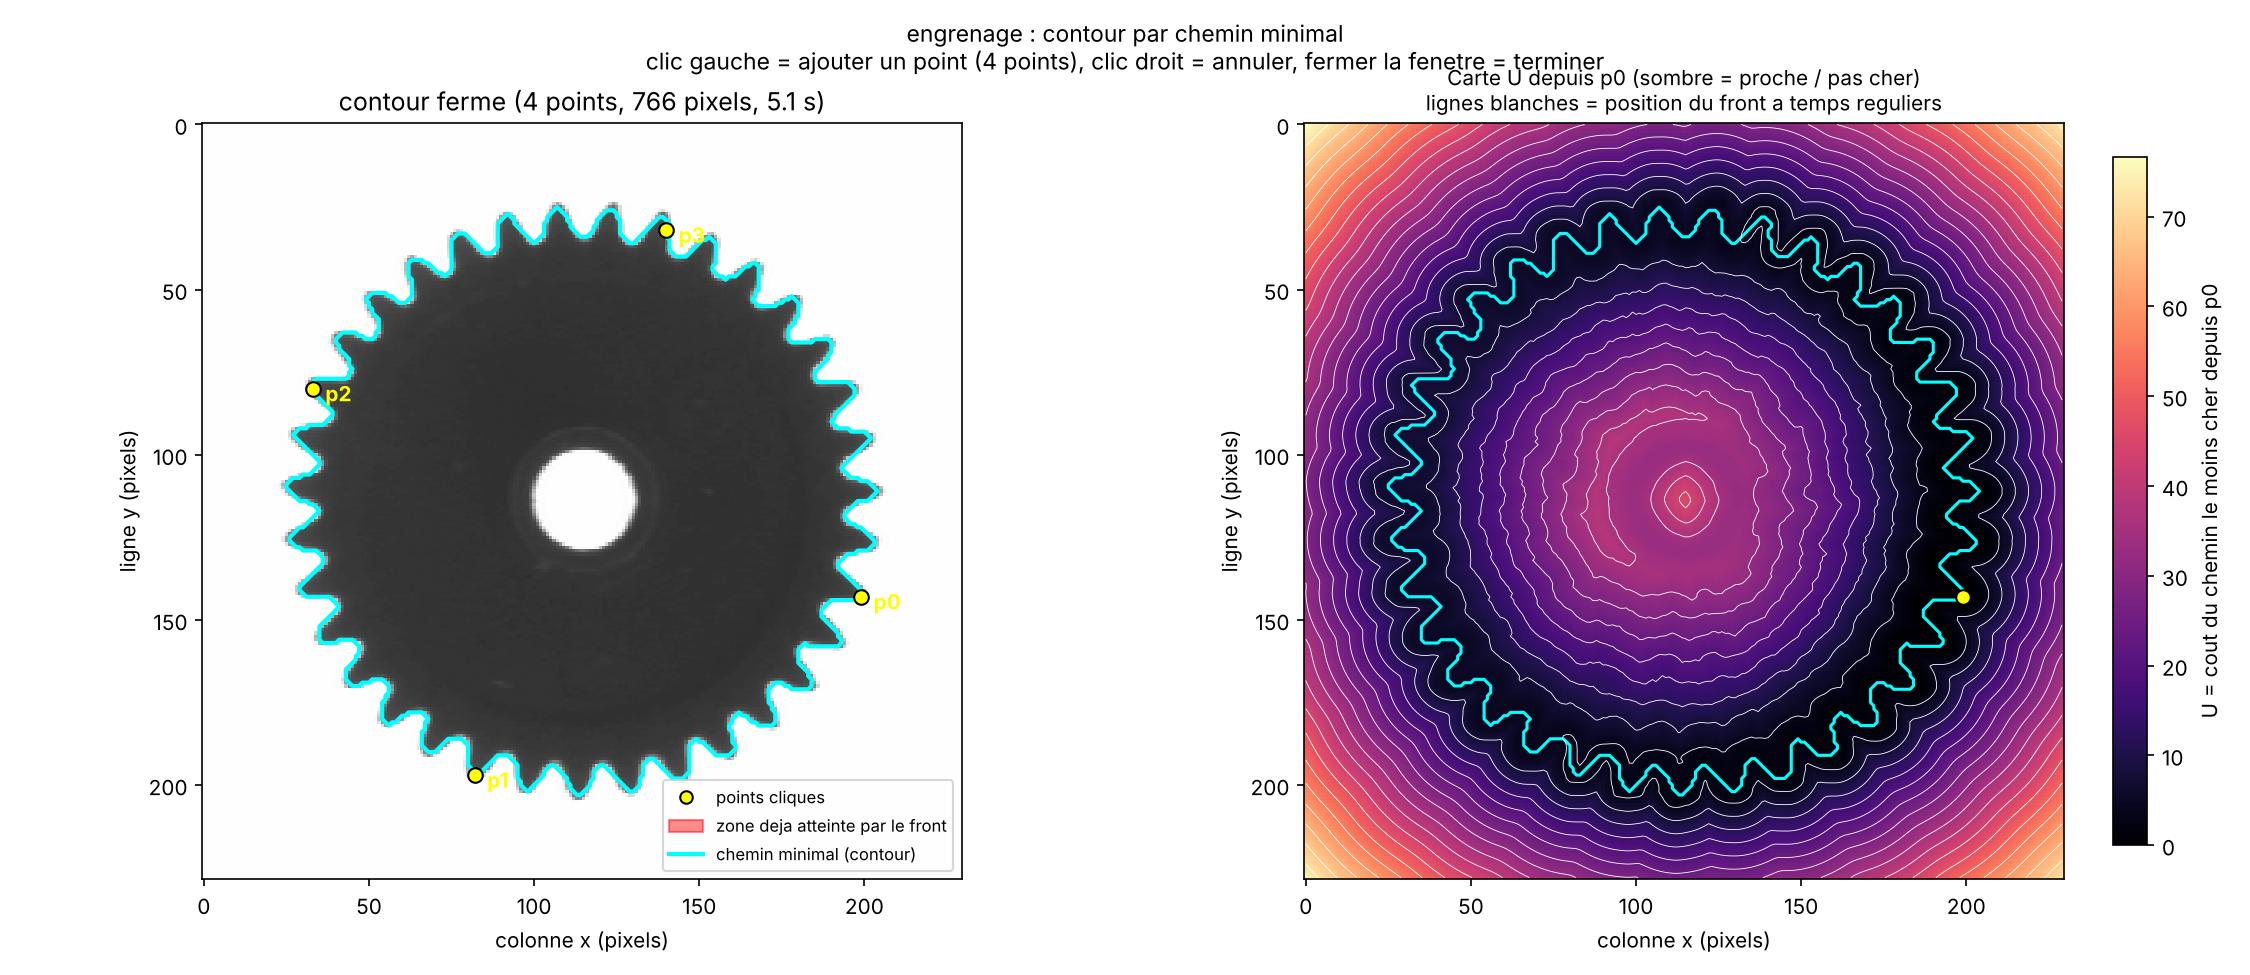 engrenage : contour par chemin minimal
clic gauche = ajouter un point (4 points), clic droit = annuler, fermer la fenetre = terminer
contour ferme (4 points, 766 pixels, 5.1 s)
0
50
100
150
200
ligne y (pixels)
p3
p2
p0
p1
points cliques
zone deja atteinte par le front
chemin minimal (contour)
0
50
100
150
200
colonne x (pixels)
Carte U depuis p0 (sombre = proche / pas cher)
lignes blanches = position du front a temps reguliers
0
50
100
150
200
ligne y (pixels)
0
50
100
150
200
colonne x (pixels)
70
60
50
40
30
20
10
0
U = cout du chemin le moins cher depuis p0